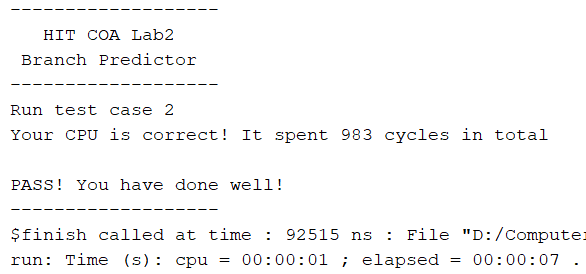 -------------------
HIT COA Lab2
Branch Predictor
-------------------
Run test case 2
Your CPU is correct! It spent 983 cycles in total
PASS! You have done well!
-------------------
$finish called at time : 92515 ns : File "D:/Computer
run: Time (s): cpu = 00:00:01 ; elapsed = 00:00:07 .